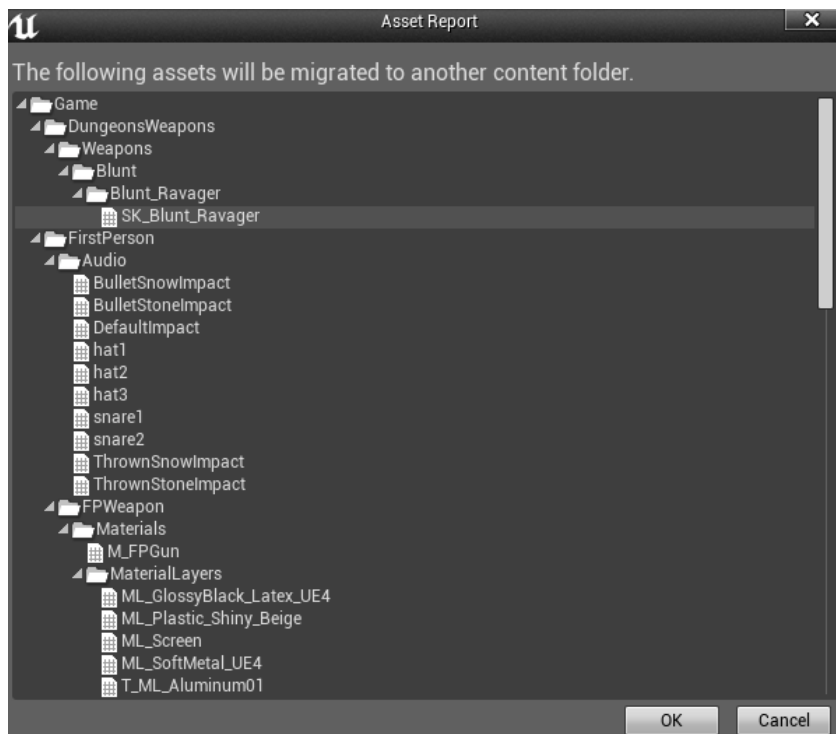 Asset Report
The following assets will be migrated to another content folder.
Game
DungeonsWeapons
Weapons
Blunt
Blunt_Ravager
SK_Blunt_Ravager
FirstPerson
Audio
BulletSnowImpact
BulletStoneImpact
DefaultImpact
hat1
hat2
hat3
snare1
snare2
ThrownSnowImpact
ThrownStoneImpact
FPWeapon
Materials
M_FPGun
MaterialLayers
ML_GlossyBlack_Latex_UE4
ML_Plastic_Shiny_Beige
ML_Screen
ML_SoftMetal_UE4
T_ML_Aluminum01
OK Cancel